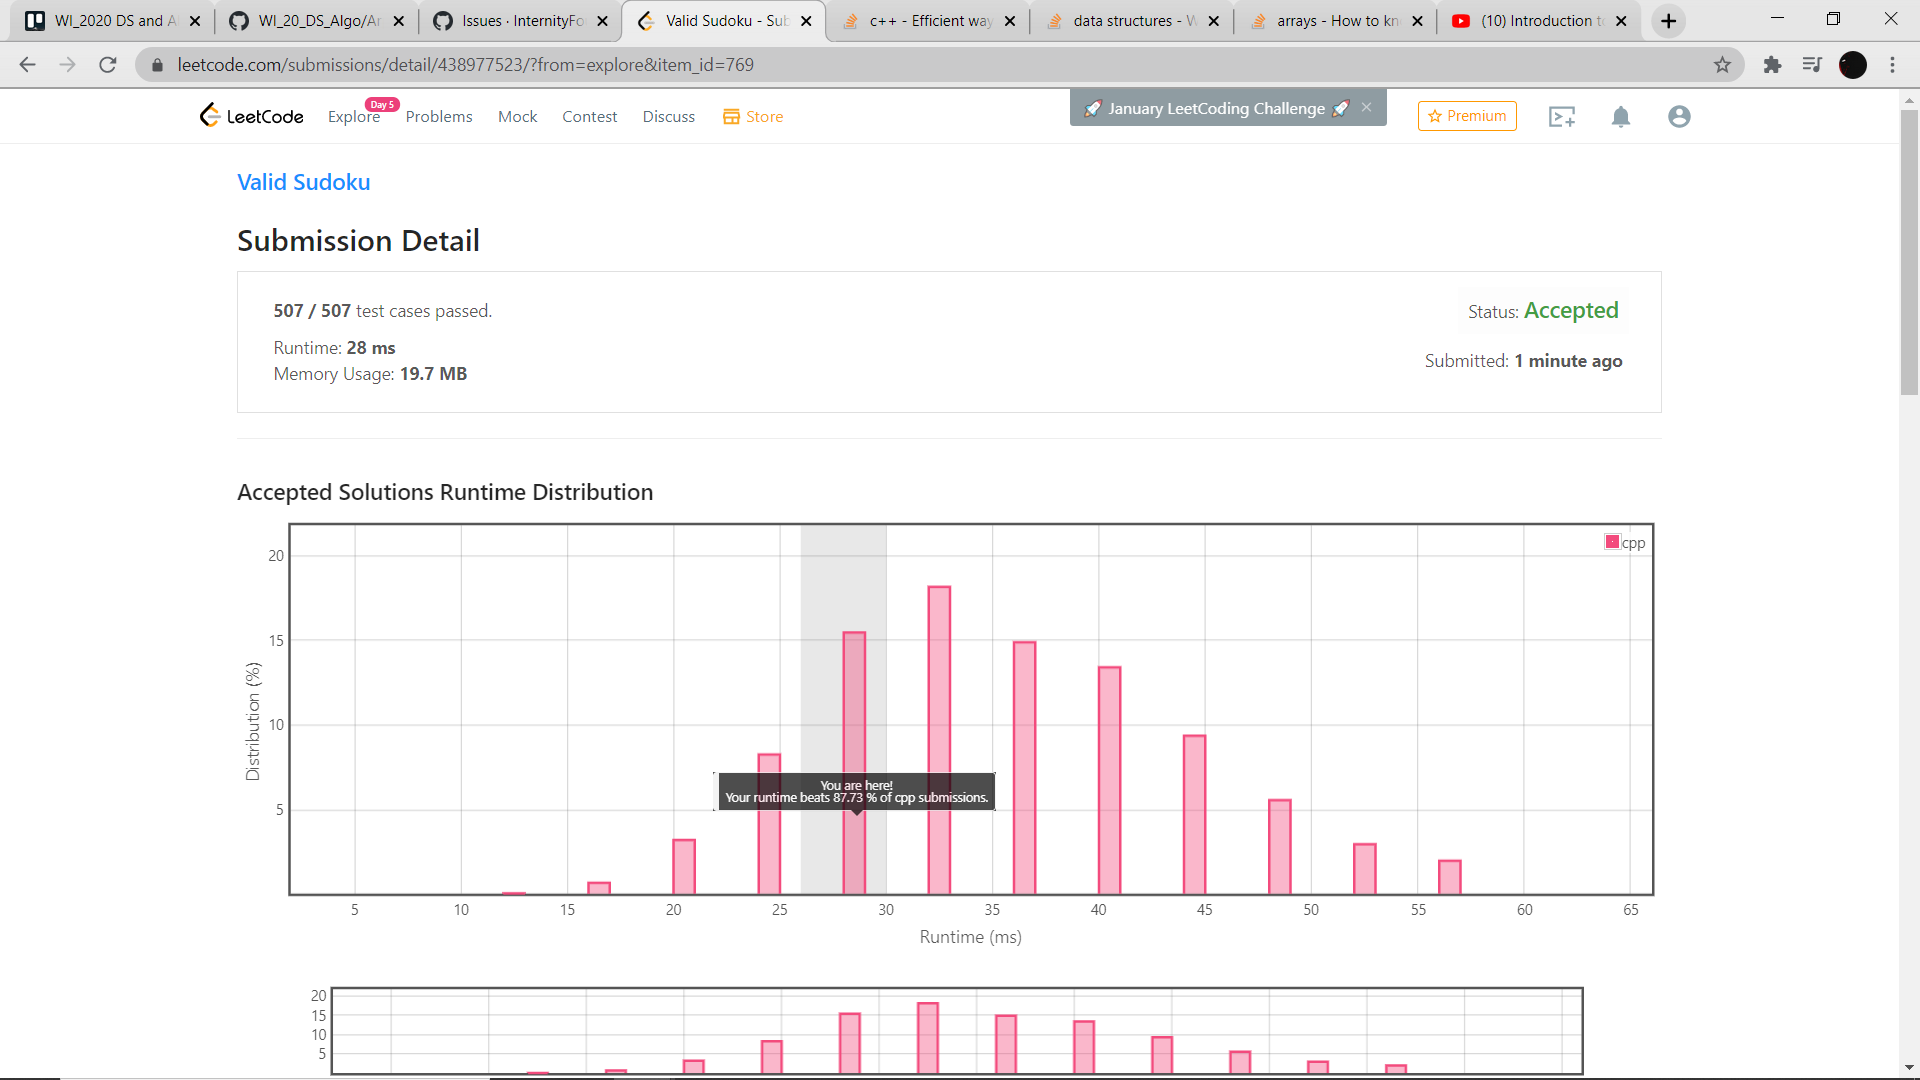 WI_2020 DS and A
WI_20_DS_Algo/Ar
Issues · InternityFo
Valid Sudoku - Sub
c++ - Efficient way
data structures - W
arrays - How to kn
(10) Introduction to
leetcode.com/submissions/detail/438977523/?from=explore&item_id=769
LeetCode
Explore
Day 5
Problems
Mock
Contest
Discuss
Store
🚀 January LeetCoding Challenge 🚀
Premium
Valid Sudoku
Submission Detail
507 / 507 test cases passed.
Status: Accepted
Runtime: 28 ms
Submitted: 1 minute ago
Memory Usage: 19.7 MB
Accepted Solutions Runtime Distribution
cpp
20
15
10
5
Distribution (%)
You are here!
Your runtime beats 87.73 % of cpp submissions.
5 10 15 20 25 30 35 40 45 50 55 60 65
Runtime (ms)
20
15
10
5